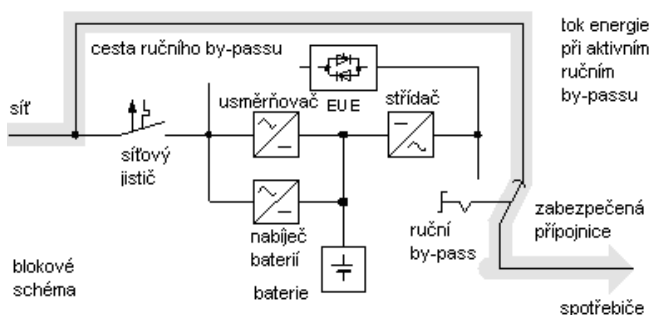 cesta ručního by-passu
tok energie
při aktivním
ručním
by-passu
síť
usměrňovač
EUE
střídač
síťový
jistič
nabíječ
baterií
ruční
by-pass
zabezpečená
přípojnice
blokové
schéma
baterie
spotřebiče